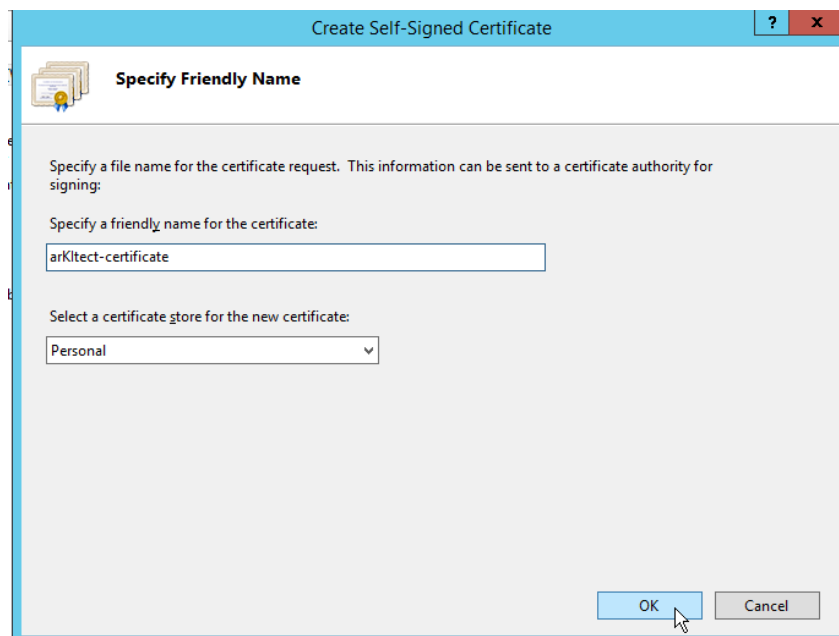 Create Self-Signed Certificate
?
x
Specify Friendly Name
Specify a file name for the certificate request.  This information can be sent to a certificate authority for
signing:
Specify a friendly name for the certificate:
arKItect-certificate
Select a certificate store for the new certificate:
Personal
OK
Cancel